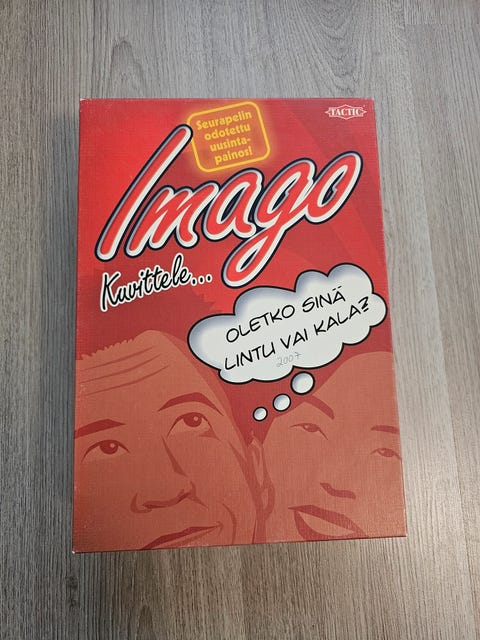 Seurapelin
odotettu
uusinta-
painos!
TACTIC
Imago
Kuvittele...
OLETKO SINÄ
LINTU VAI KALA?
2007